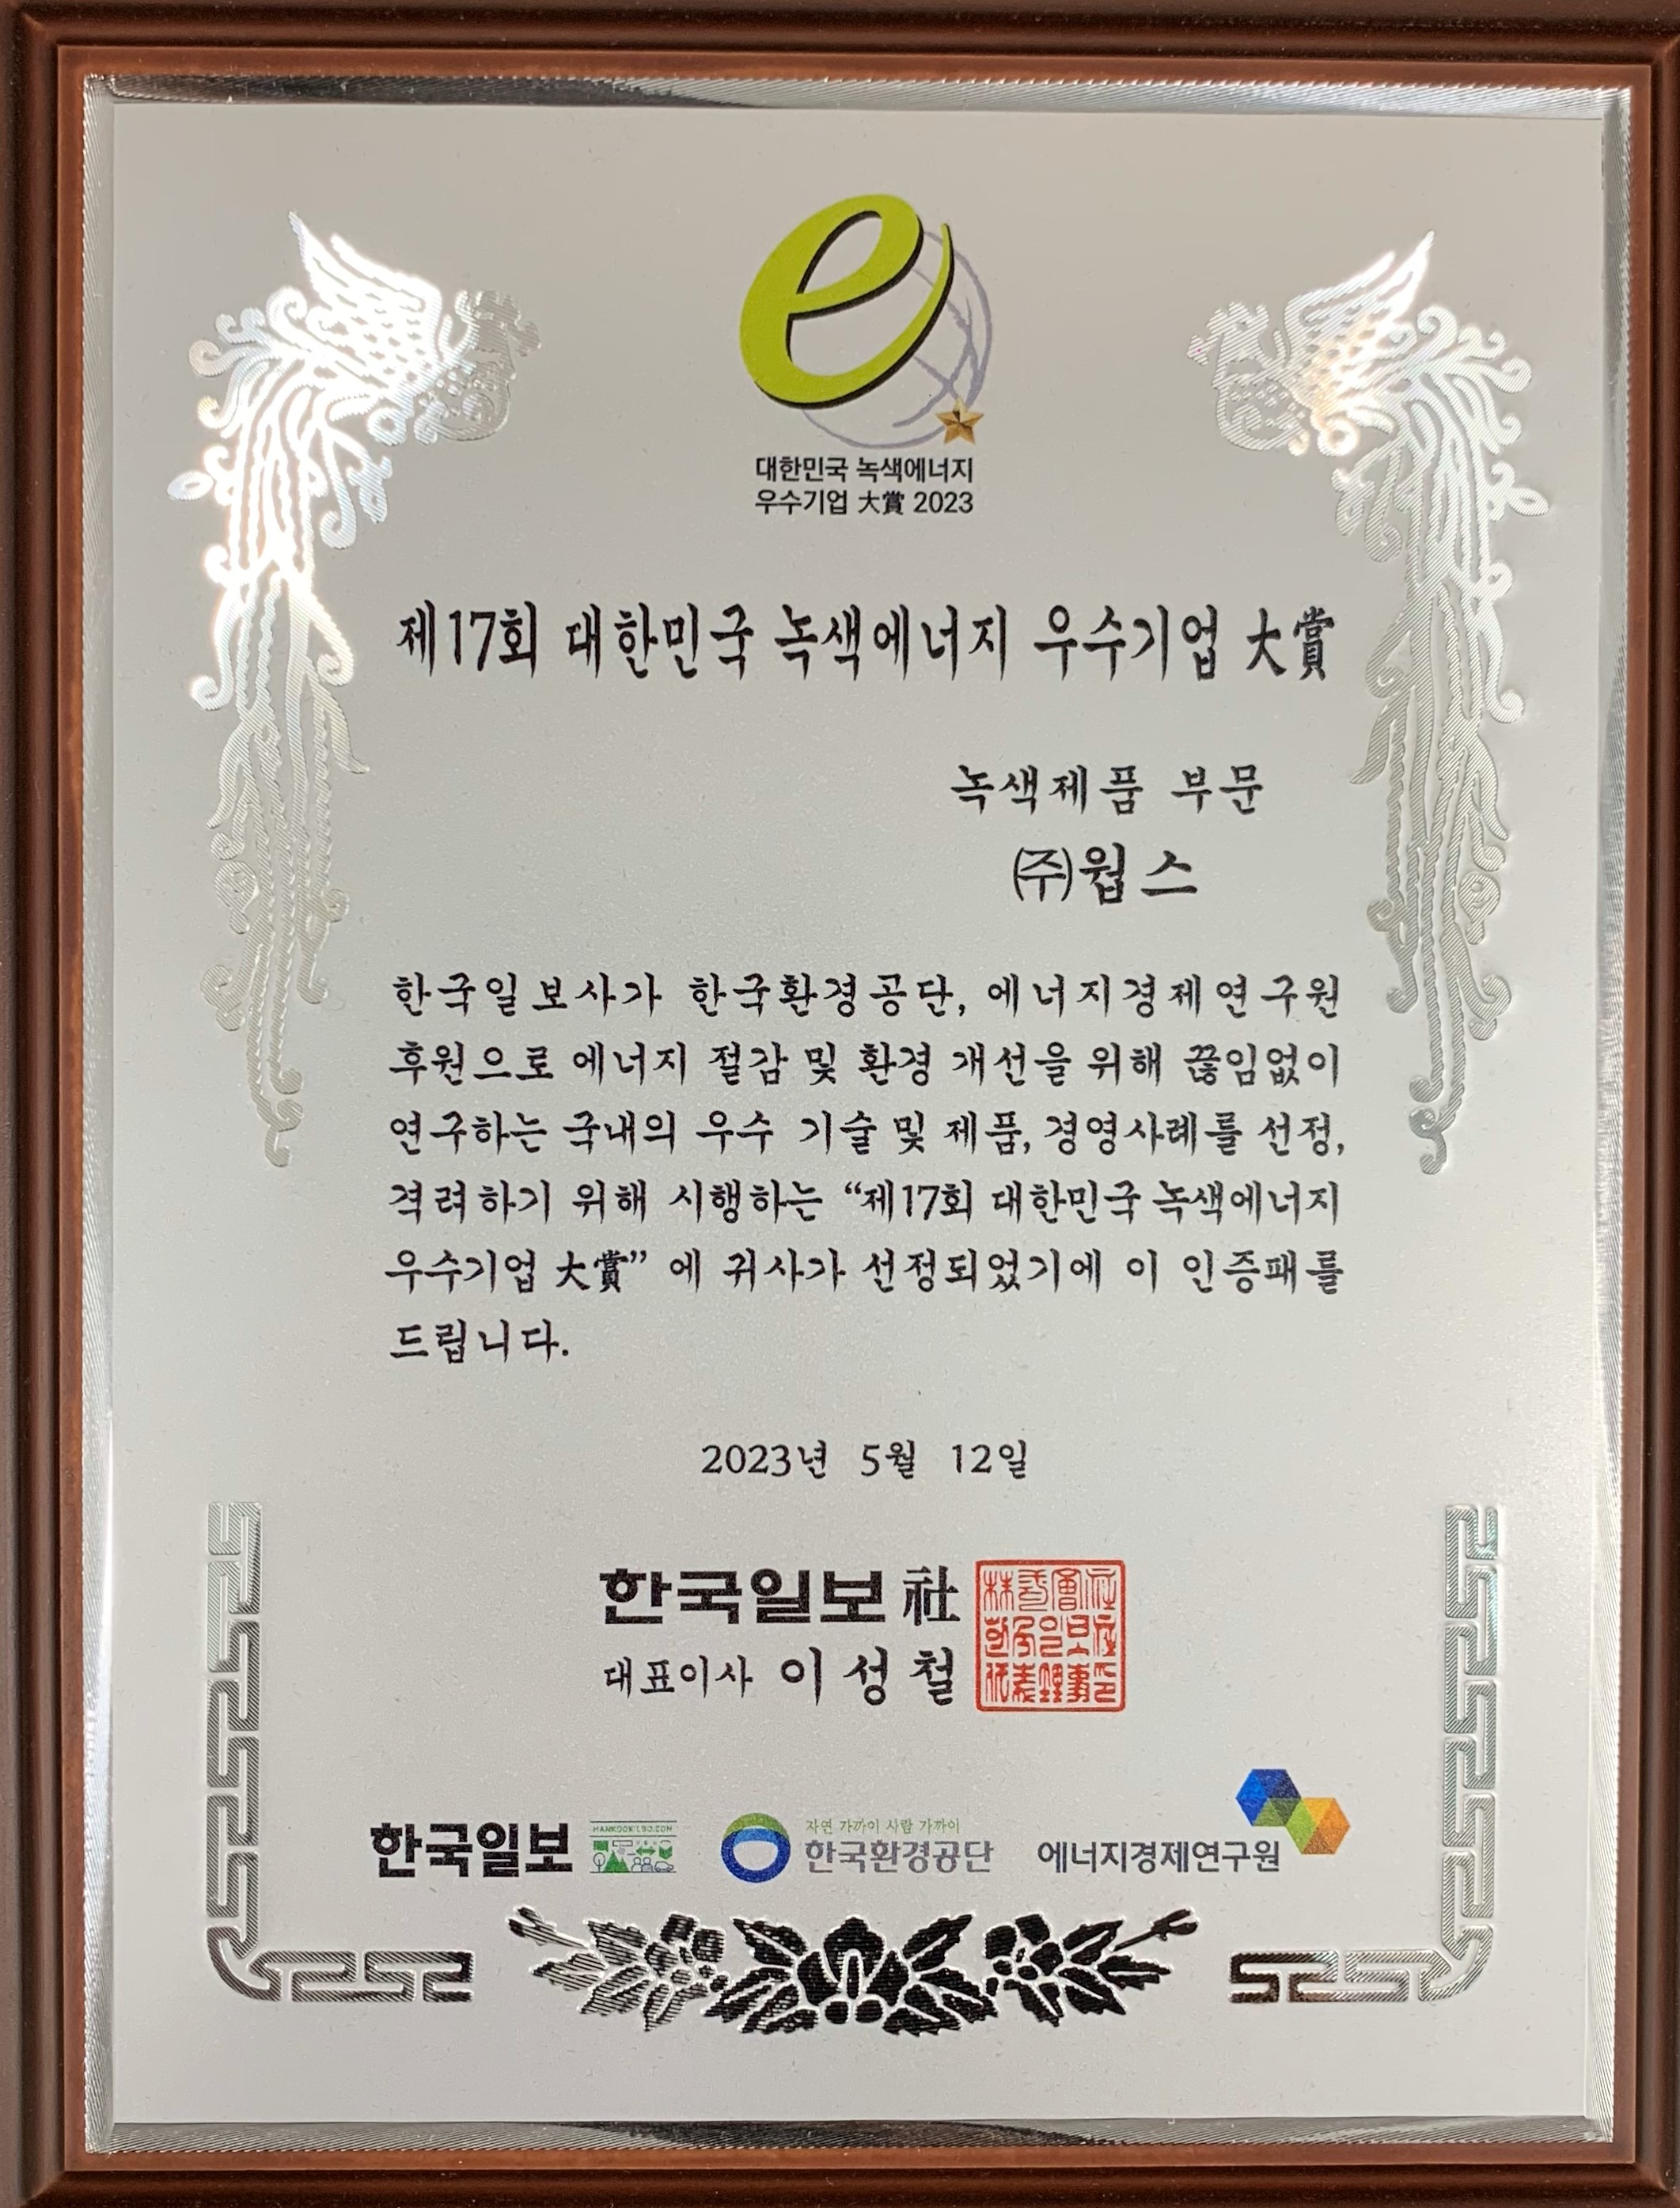 대한민국 녹색에너지
우수기업 大賞 2023
제17회 대한민국 녹색에너지 우수기업 大賞
녹색제품 부문
㈜웝스
한국일보사가 한국환경공단, 에너지경제연구원
후원으로 에너지 절감 및 환경 개선을 위해 끊임없이
연구하는 국내의 우수 기술 및 제품, 경영사례를 선정,
격려하기 위해 시행하는 “제17회 대한민국 녹색에너지
우수기업 大賞” 에 귀사가 선정되었기에 이 인증패를
드립니다.
2023년 5월 12일
한국일보社
대표이사 이성철
한국일보
HANKOOKILBO.COM
자연 가까이 사람 가까이
한국환경공단
에너지경제연구원